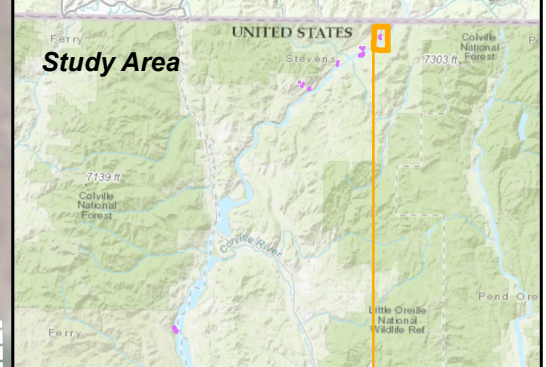 UNITED STATES
Ferry
Study Area
Stevens
Colville
National
Forest
7303 ft
7139 ft
Colville
National
Forest
Colville River
Pend Ore
Little Oreille
National
Wildlife Ref
Ferry